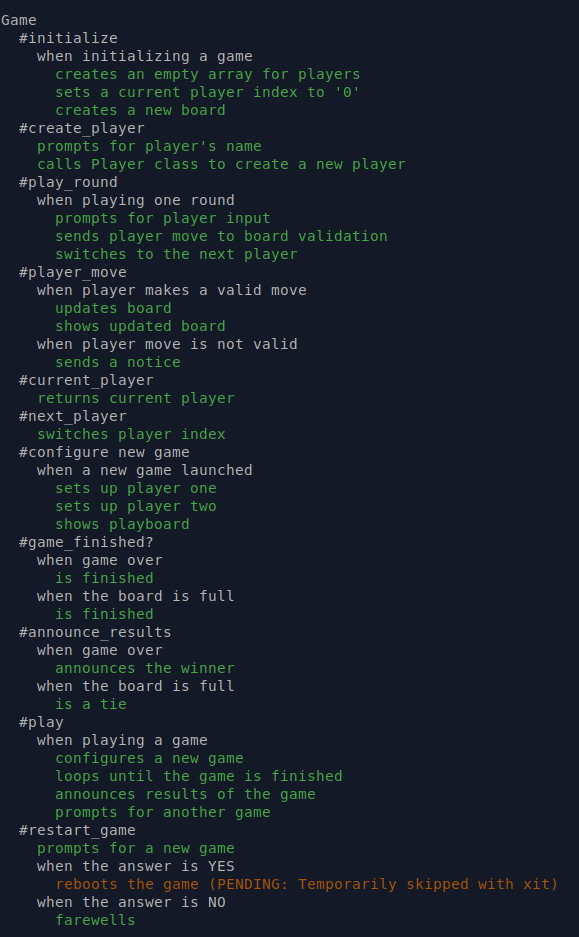 Game
#initialize
when initializing a game
creates an empty array for players
sets a current player index to '0'
creates a new board
#create_player
prompts for player's name
calls Player class to create a new player
#play_round
when playing one round
prompts for player input
sends player move to board validation
switches to the next player
#player_move
when player makes a valid move
updates board
shows updated board
when player move is not valid
sends a notice
#current_player
returns current player
#next_player
switches player index
#configure new game
when a new game launched
sets up player one
sets up player two
shows playboard
#game_finished?
when game over
is finished
when the board is full
is finished
#announce_results
when game over
announces the winner
when the board is full
is a tie
#play
when playing a game
configures a new game
loops until the game is finished
announces results of the game
prompts for another game
#restart_game
prompts for a new game
when the answer is YES
reboots the game (PENDING: Temporarily skipped with xit)
when the answer is NO
farewells